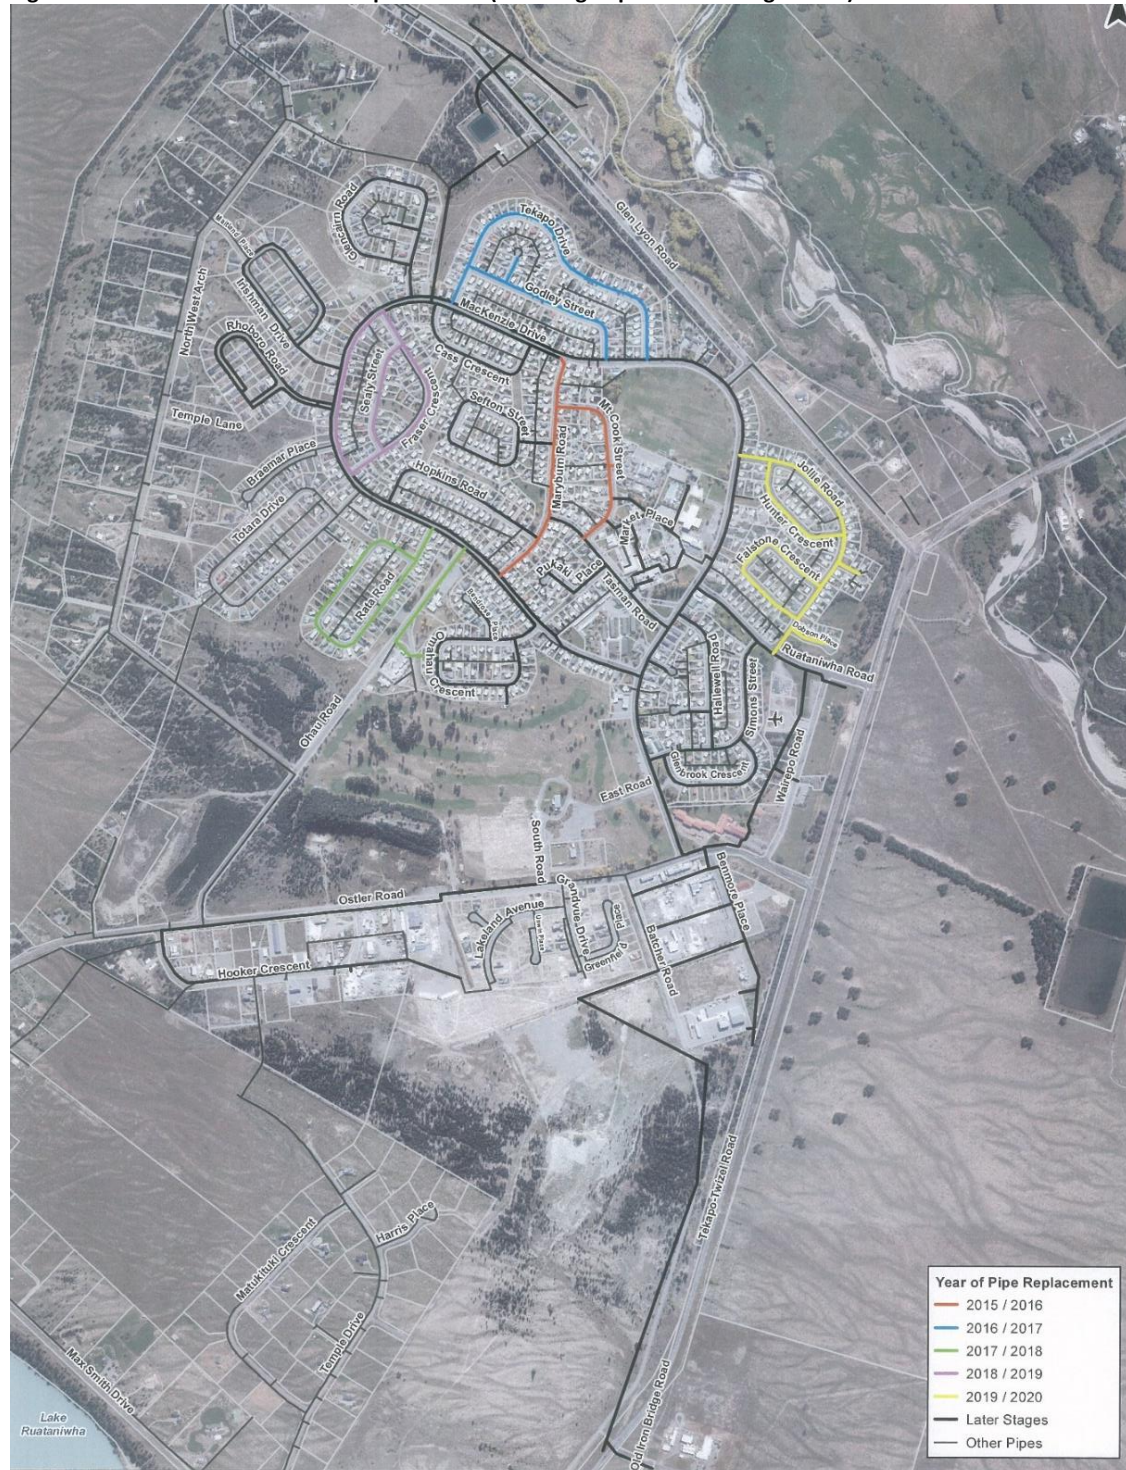 Glen Lyon Road
Tekapo Drive
Glencairn Road
Godley Street
Irishman Drive
North West Arch
MacKenzie Drive
Rhoboro Road
Cass Crescent
Sealy Street
Fraser Crescent
Sefton Street
Mt Cook Street
Temple Lane
Maryburn Road
Braemar Place
Hopkins Road
Jollie Road
Hunter Crescent
Totara Drive
Market Place
Falstone Crescent
Pukaki Place
Tasman Road
Rata Road
Omahau Crescent
Dobson Place
Ruataniwha Road
Hallewell Road
Simons Street
Ohau Road
Glenbrook Crescent
Wairepo Road
East Road
South Road
Benmore Place
Ostler Road
Grandvue Drive
Lakeland Avenue
Place
Batcher Road
Hooker Crescent
Tekapo-Twizel Road
Harris Place
Matukituki Crescent
Temple Drive
Max Smith Drive
Old Iron Bridge Road
Lake
Ruataniwha
Year of Pipe Replacement
2015 / 2016
2016 / 2017
2017 / 2018
2018 / 2019
2019 / 2020
Later Stages
Other Pipes